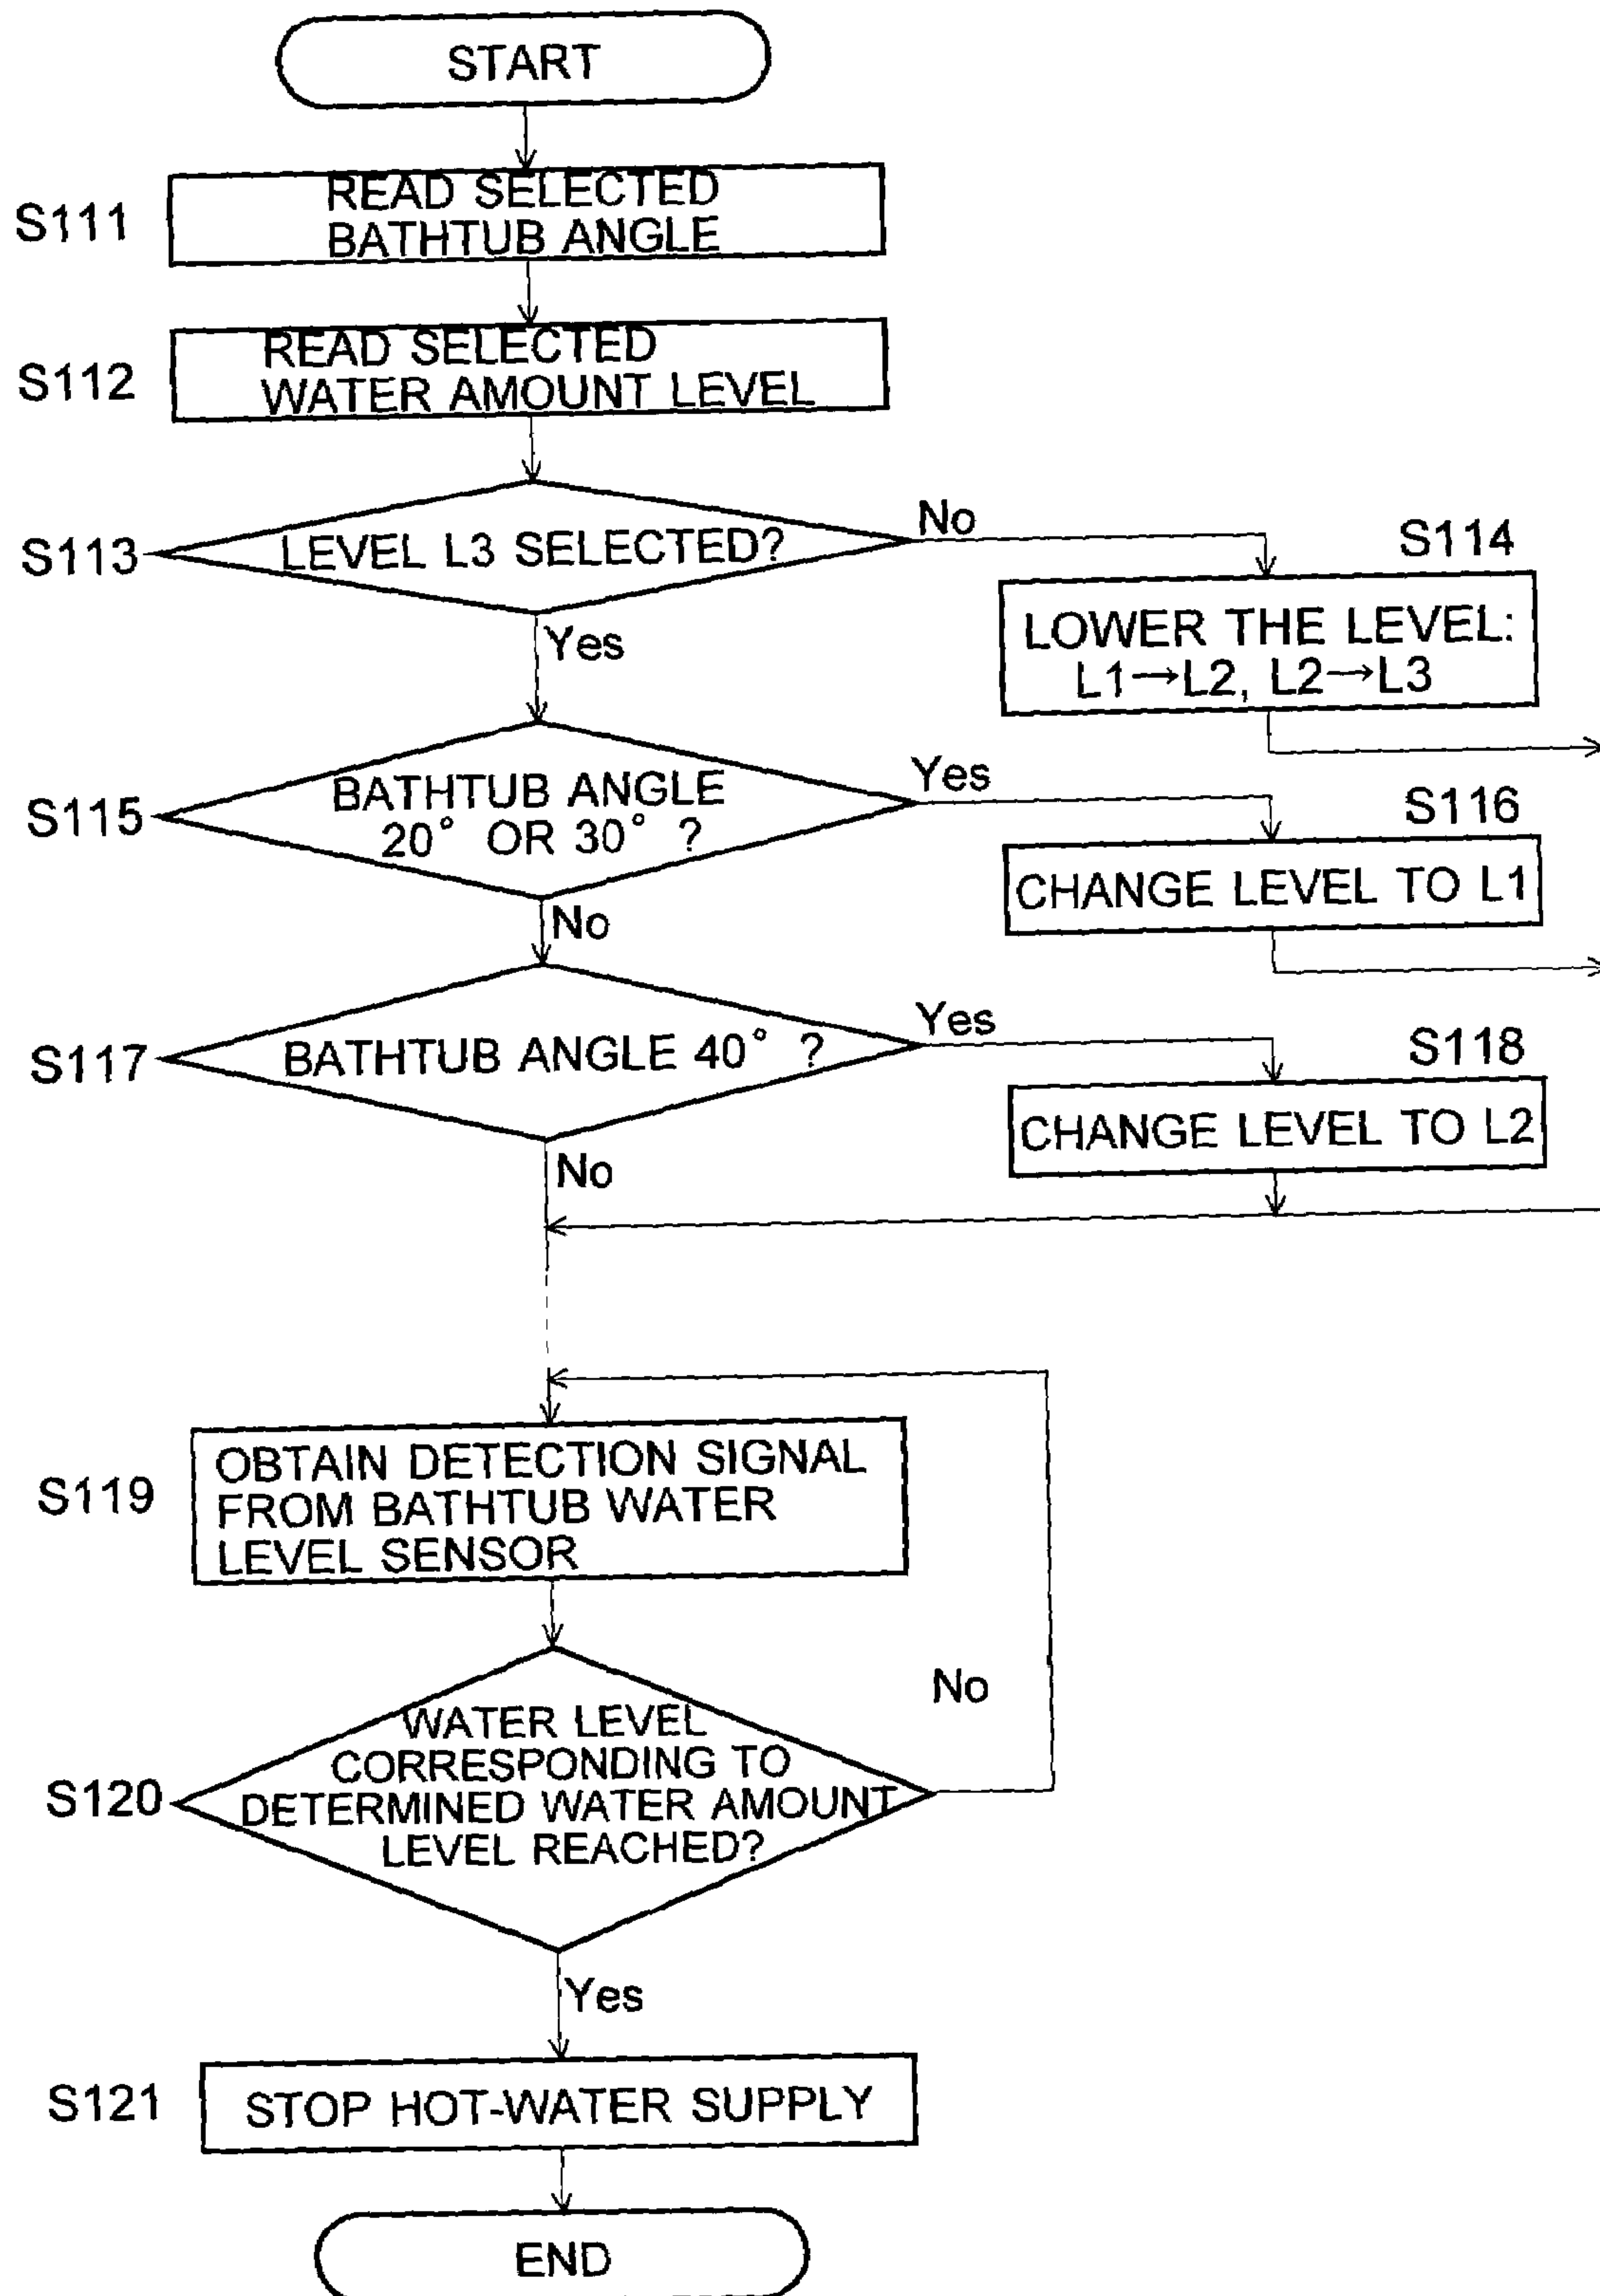 START
S111
READ SELECTED
BATHTUB ANGLE
S112
READ SELECTED
WATER AMOUNT LEVEL
S113
LEVEL L3 SELECTED?
No
Yes
S114
LOWER THE LEVEL:
L1→L2, L2→L3
S115
BATHTUB ANGLE
20° OR 30° ?
Yes
No
S116
CHANGE LEVEL TO L1
S117
BATHTUB ANGLE 40° ?
Yes
No
S118
CHANGE LEVEL TO L2
S119
OBTAIN DETECTION SIGNAL
FROM BATHTUB WATER
LEVEL SENSOR
S120
WATER LEVEL
CORRESPONDING TO
DETERMINED WATER AMOUNT
LEVEL REACHED?
No
Yes
S121
STOP HOT-WATER SUPPLY
END